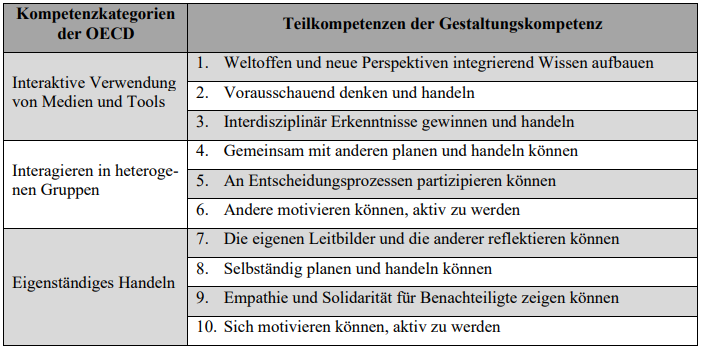 Kompetenzkategorien
der OECD
Teilkompetenzen der Gestaltungskompetenz
Interaktive Verwendung
von Medien und Tools
1. Weltoffen und neue Perspektiven integrierend Wissen aufbauen
2. Vorausschauend denken und handeln
3. Interdisziplinär Erkenntnisse gewinnen und handeln
Interagieren in heteroge-
nen Gruppen
4. Gemeinsam mit anderen planen und handeln können
5. An Entscheidungsprozessen partizipieren können
6. Andere motivieren können, aktiv zu werden
Eigenständiges Handeln
7. Die eigenen Leitbilder und die anderer reflektieren können
8. Selbständig planen und handeln können
9. Empathie und Solidarität für Benachteiligte zeigen können
10. Sich motivieren können, aktiv zu werden